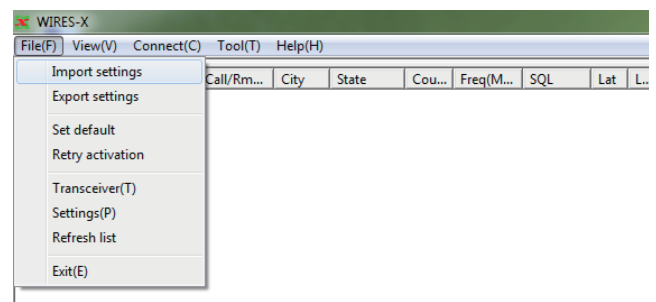 WIRES-X
File(F) View(V) Connect(C) Tool(T) Help(H)
Call/Rm... City State Cou... Freq(M... SQL Lat L...
Import settings
Export settings
Set default
Retry activation
Transceiver(T)
Settings(P)
Refresh list
Exit(E)